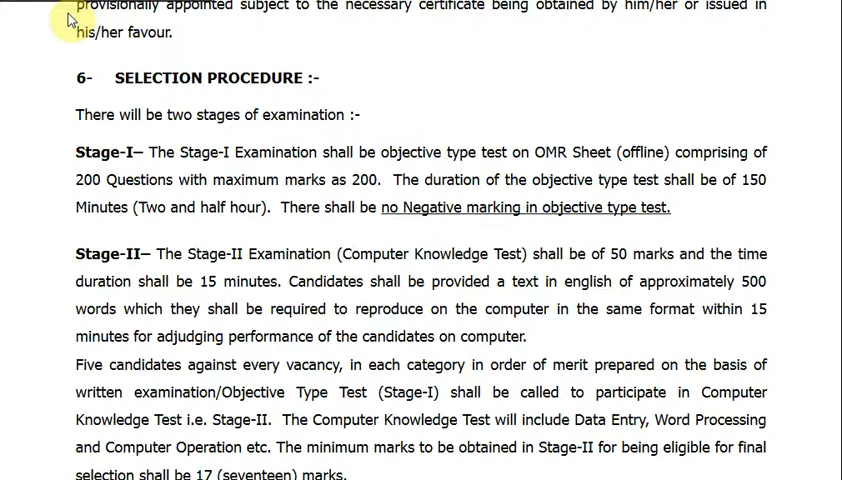 provisionally appointed subject to the necessary certificate being obtained by him/her or issued in
his/her favour.
6- SELECTION PROCEDURE :-
There will be two stages of examination :-
Stage-I– The Stage-I Examination shall be objective type test on OMR Sheet (offline) comprising of
200 Questions with maximum marks as 200. The duration of the objective type test shall be of 150
Minutes (Two and half hour). There shall be no Negative marking in objective type test.
Stage-II– The Stage-II Examination (Computer Knowledge Test) shall be of 50 marks and the time
duration shall be 15 minutes. Candidates shall be provided a text in english of approximately 500
words which they shall be required to reproduce on the computer in the same format within 15
minutes for adjudging performance of the candidates on computer.
Five candidates against every vacancy, in each category in order of merit prepared on the basis of
written examination/Objective Type Test (Stage-I) shall be called to participate in Computer
Knowledge Test i.e. Stage-II. The Computer Knowledge Test will include Data Entry, Word Processing
and Computer Operation etc. The minimum marks to be obtained in Stage-II for being eligible for final
selection shall be 17 (seventeen) marks.